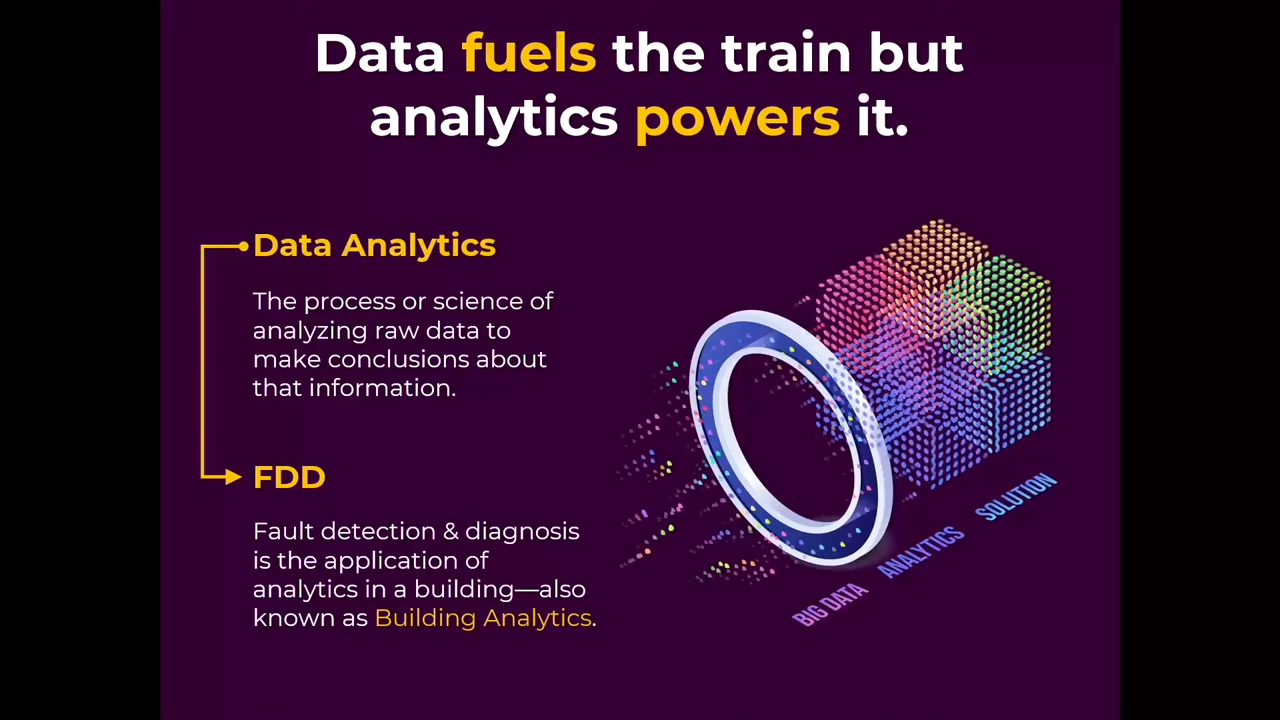 Data fuels the train but
analytics powers it.
Data Analytics
The process or science of
analyzing raw data to
make conclusions about
that information.
FDD
Fault detection & diagnosis
is the application of
analytics in a building—also
known as Building Analytics.
BIG DATA
ANALYTICS
SOLUTION